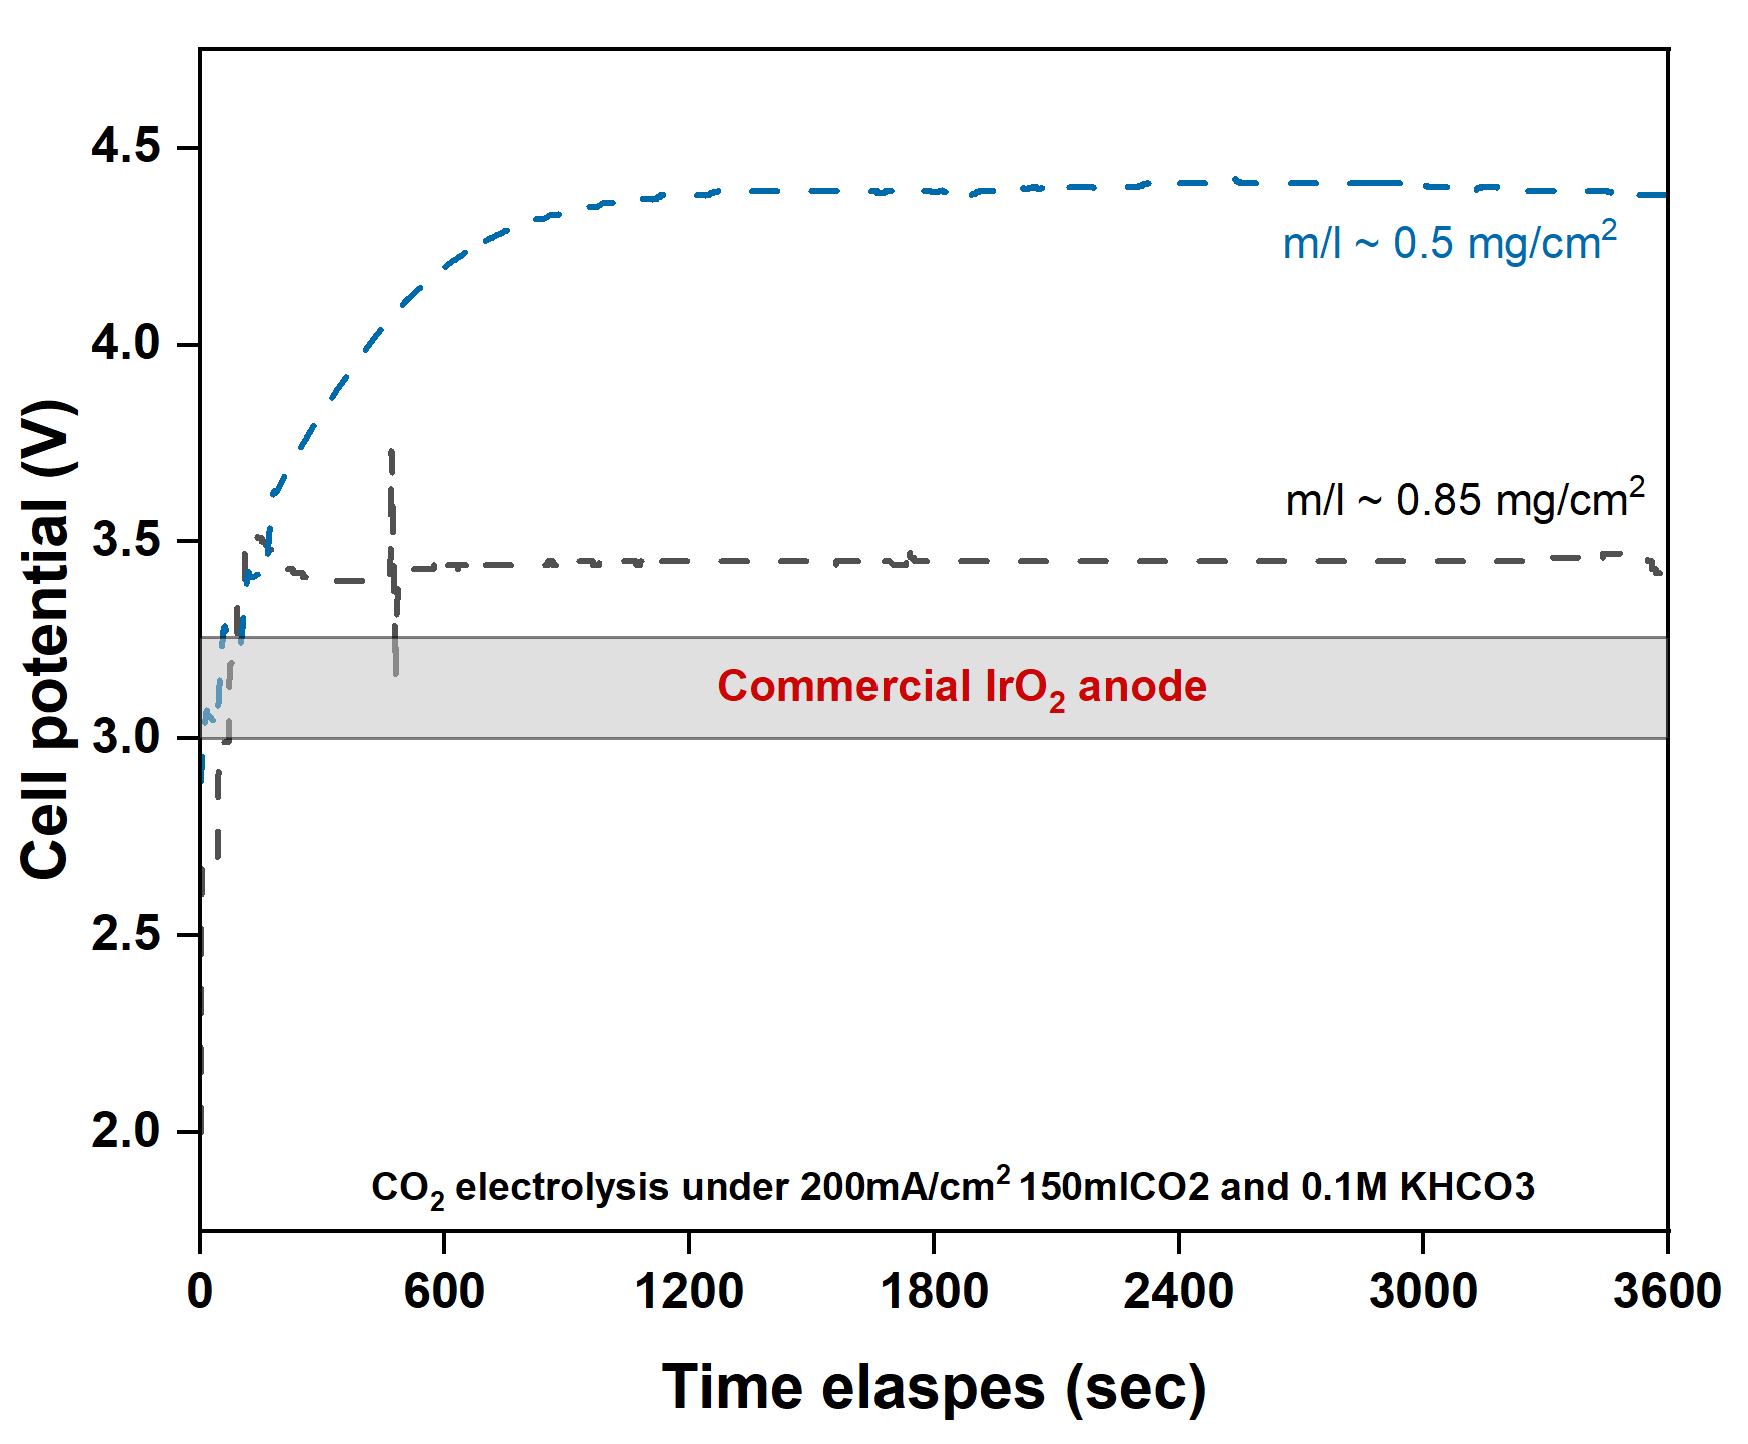 4.5
4.0
3.5
3.0
2.5
2.0
Cell potential (V)
m/l ~ 0.5 mg/cm²
m/l ~ 0.85 mg/cm²
Commercial IrO₂ anode
CO₂ electrolysis under 200mA/cm² 150mlCO2 and 0.1M KHCO3
0 600 1200 1800 2400 3000 3600
Time elaspes (sec)